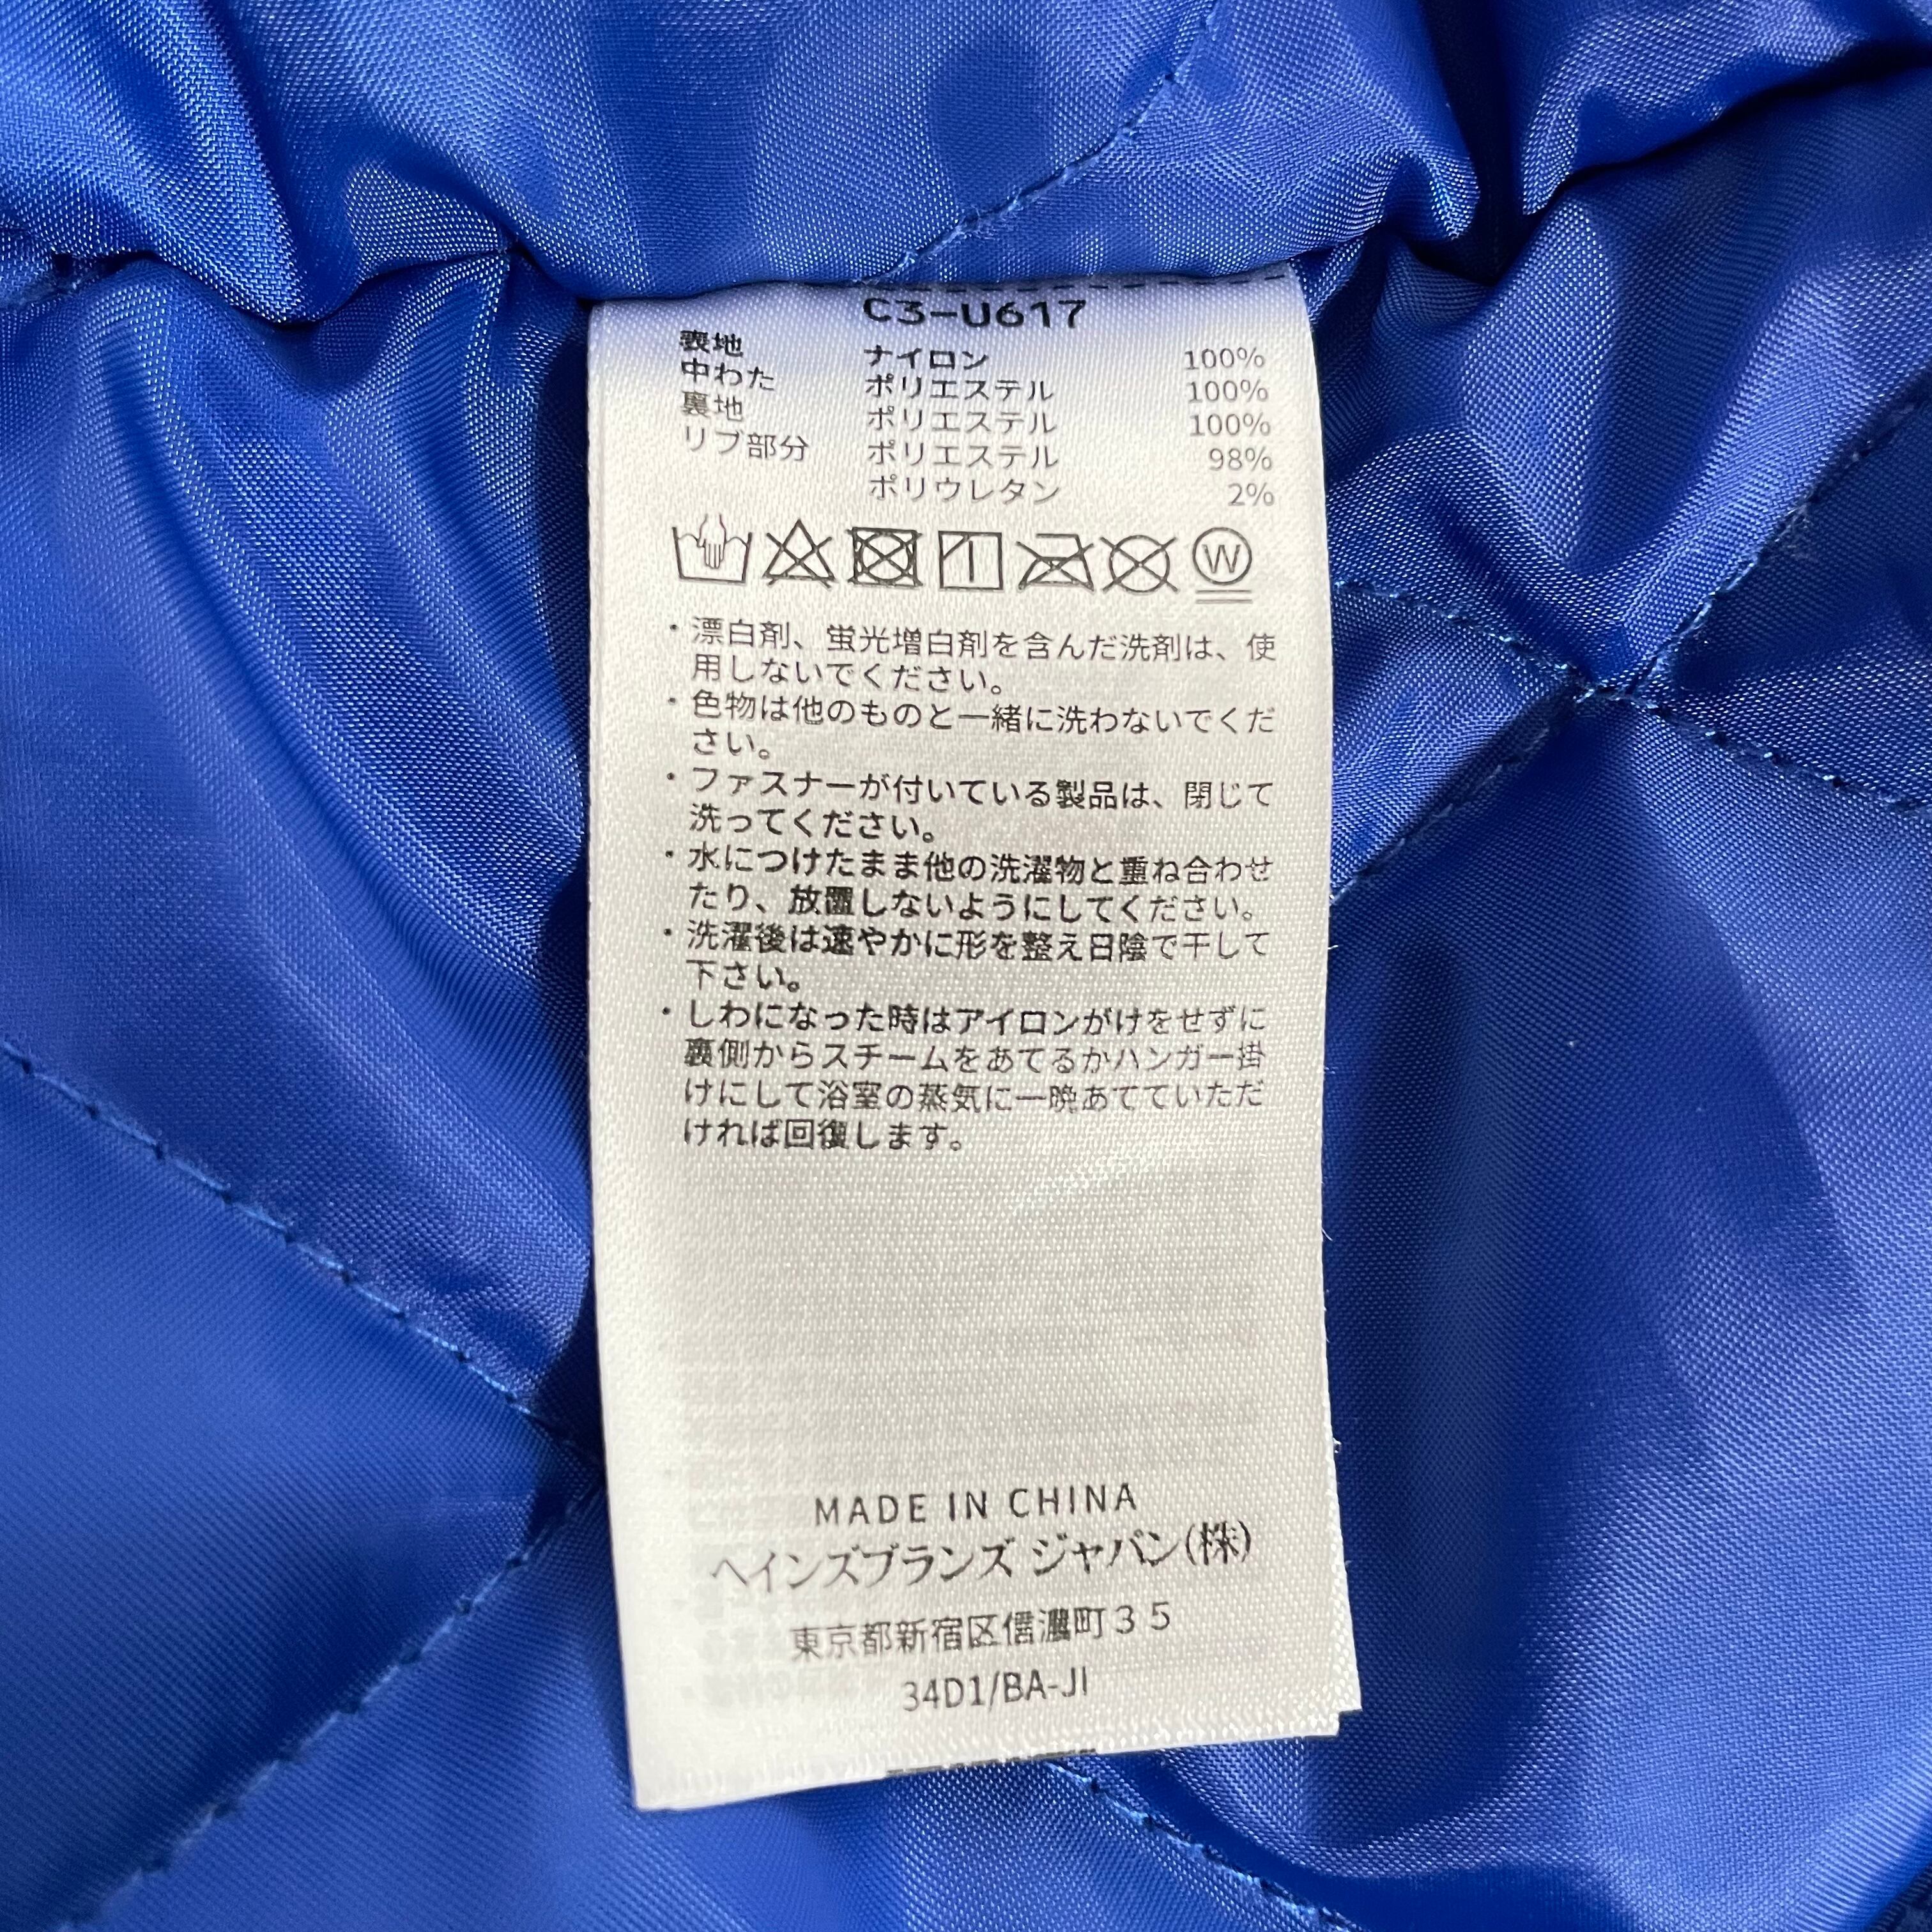 C3-U617
表地 ナイロン 100%
中わた ポリエステル 100%
裏地 ポリエステル 100%
リブ部分 ポリエステル 98%
ポリウレタン 2%
W
・漂白剤、蛍光増白剤を含んだ洗剤は、使
用しないでください。
・色物は他のものと一緒に洗わないでくだ
さい。
・ファスナーが付いている製品は、閉じて
洗ってください。
・水につけたまま他の洗濯物と重ね合わせ
たり、放置しないようにしてください。
・洗濯後は速やかに形を整え日陰で干して
下さい。
・しわになった時はアイロンがけをせずに
裏側からスチームをあてるかハンガー掛
けにして浴室の蒸気に一晩あてていただ
ければ回復します。
MADE IN CHINA
ヘインズブランズ ジャパン(株)
東京都新宿区信濃町35
34D1/BA-JI